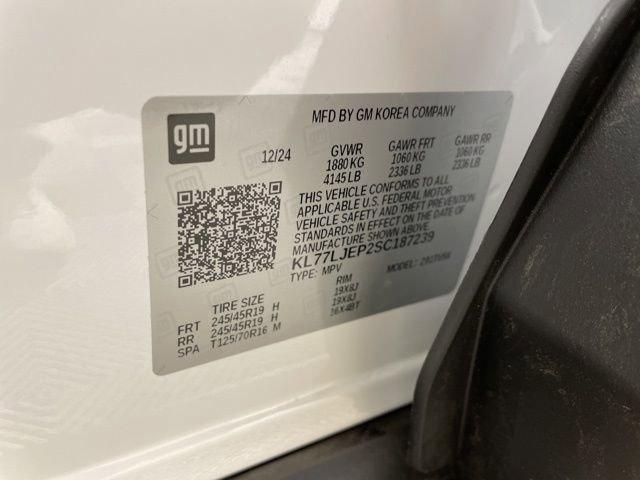 MFD BY GM KOREA COMPANY
gm
12/24
GVWR GAWR FRT GAWR RR
1880 KG 1060 KG 1060 KG
4145 LB 2336 LB 2336 LB
THIS VEHICLE CONFORMS TO ALL
APPLICABLE U.S. FEDERAL MOTOR
VEHICLE SAFETY AND THEFT PREVENTION
STANDARDS IN EFFECT ON DATE OF
MANUFACTURE SHOWN ABOVE.
KL77LJEP2SC187239
TYPE: MPV MODEL:
TIRE SIZE RIM
FRT 245/45R19 H 19X8J
RR 245/45R19 H 19X8J
SPA T125/70R16 M 16X4BT